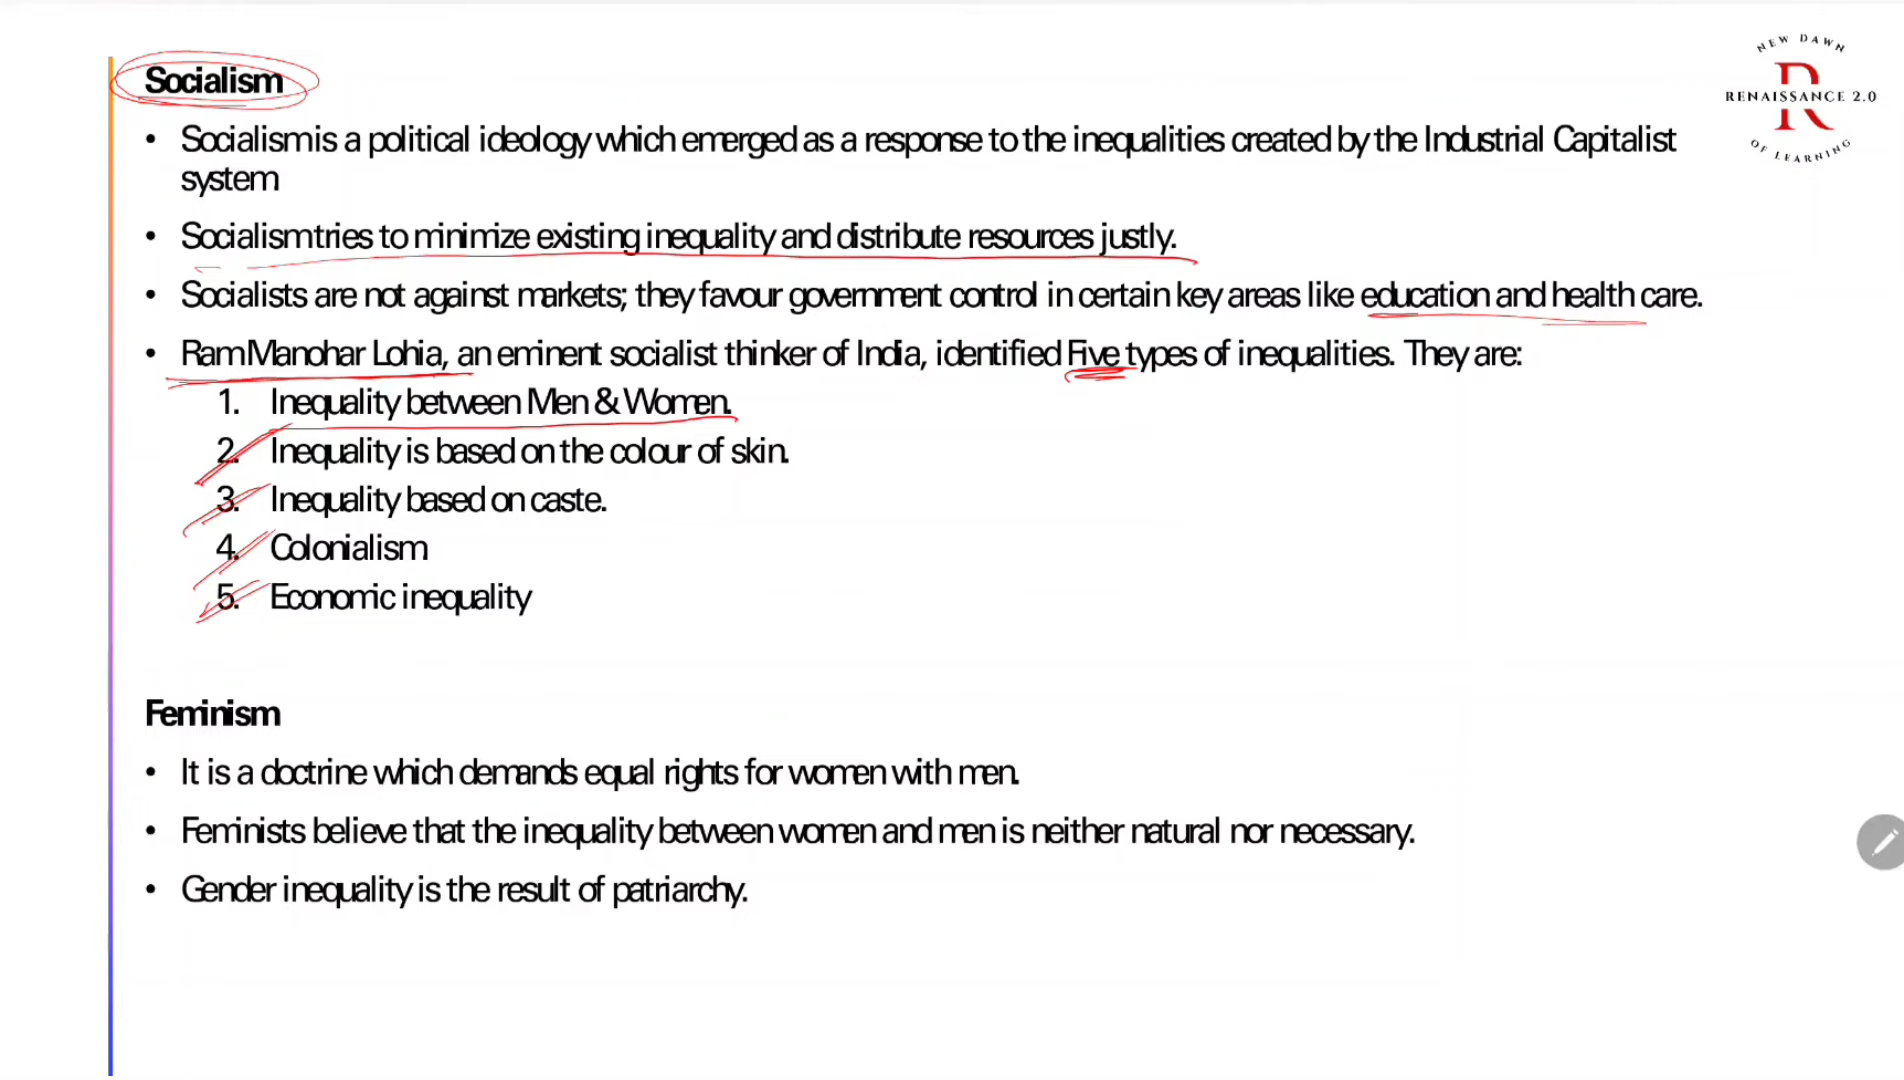 NEW DAWN
R
RENAISSANCE 2.0
OF LEARNING
Socialism
• Socialism is a political ideology which emerged as a response to the inequalities created by the Industrial Capitalist
system
• Socialism tries to minimize existing inequality and distribute resources justly.
• Socialists are not against markets; they favour government control in certain key areas like education and health care.
• Ram Manohar Lohia, an eminent socialist thinker of India, identified Five types of inequalities. They are:
1. Inequality between Men & Women.
2. Inequality is based on the colour of skin.
3. Inequality based on caste.
4. Colonialism
5. Economic inequality
Feminism
• It is a doctrine which demands equal rights for women with men.
• Feminists believe that the inequality between women and men is neither natural nor necessary.
• Gender inequality is the result of patriarchy.